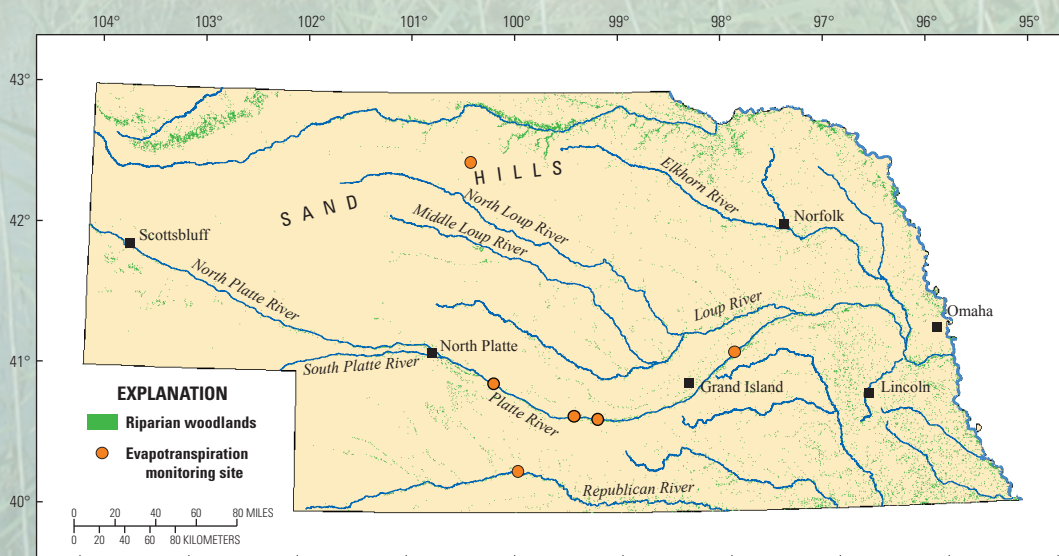 104° 103° 102° 101° 100° 99° 98° 97° 96° 95°
43°
42°
41°
40°
SAND HILLS
Elkhorn River
North Loup River
Middle Loup River
Norfolk
Scottsbluff
North Platte River
Loup River
Omaha
North Platte
South Platte River
Grand Island
Lincoln
Platte River
Republican River
EXPLANATION
Riparian woodlands
Evapotranspiration
monitoring site
0 20 40 60 80 MILES
0 20 40 60 80 KILOMETERS